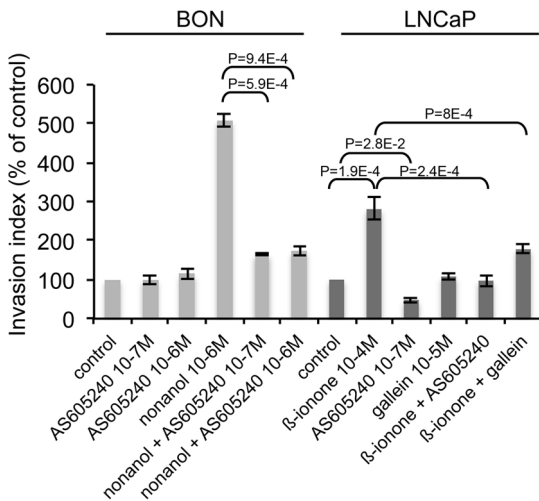 BON
LNCaP
P=9.4E-4
P=5.9E-4
P=8E-4
P=2.8E-2
P=1.9E-4
P=2.4E-4
Invasion index (% of control)
600
500
400
300
200
100
0
control
AS605240 10-7M
AS605240 10-6M
nonanol 10-6M
nonanol + AS605240 10-7M
nonanol + AS605240 10-6M
control
ß-ionone 10-4M
AS605240 10-7M
gallein 10-5M
ß-ionone + AS605240
ß-ionone + gallein